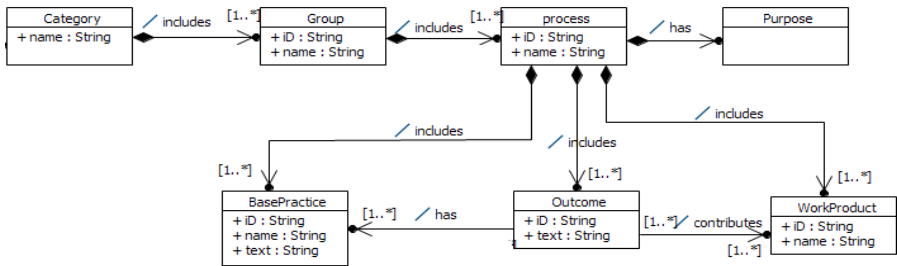 Category
+ name : String
includes
[1..*]
Group
+ iD : String
+ name : String
includes
[1..*]
process
+ iD : String
+ name : String
has
Purpose
includes
includes
includes
[1..*]
[1..*]
[1..*]
BasePractice
+ iD : String
+ name : String
+ text : String
[1..*]
has
Outcome
+ iD : String
+ text : String
[1..*]
contributes
[1..*]
WorkProduct
+ iD : String
+ name : String